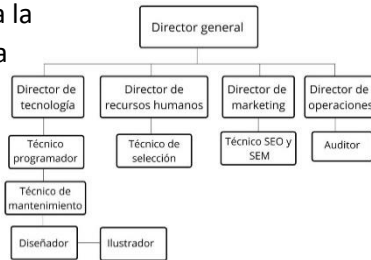 a la
a
Director general
Director de
tecnología
Director de
recursos humanos
Director de
marketing
Director de
operaciones
Técnico
programador
Técnico de
selección
Técnico SEO y
SEM
Auditor
Técnico de
mantenimiento
Diseñador
Ilustrador